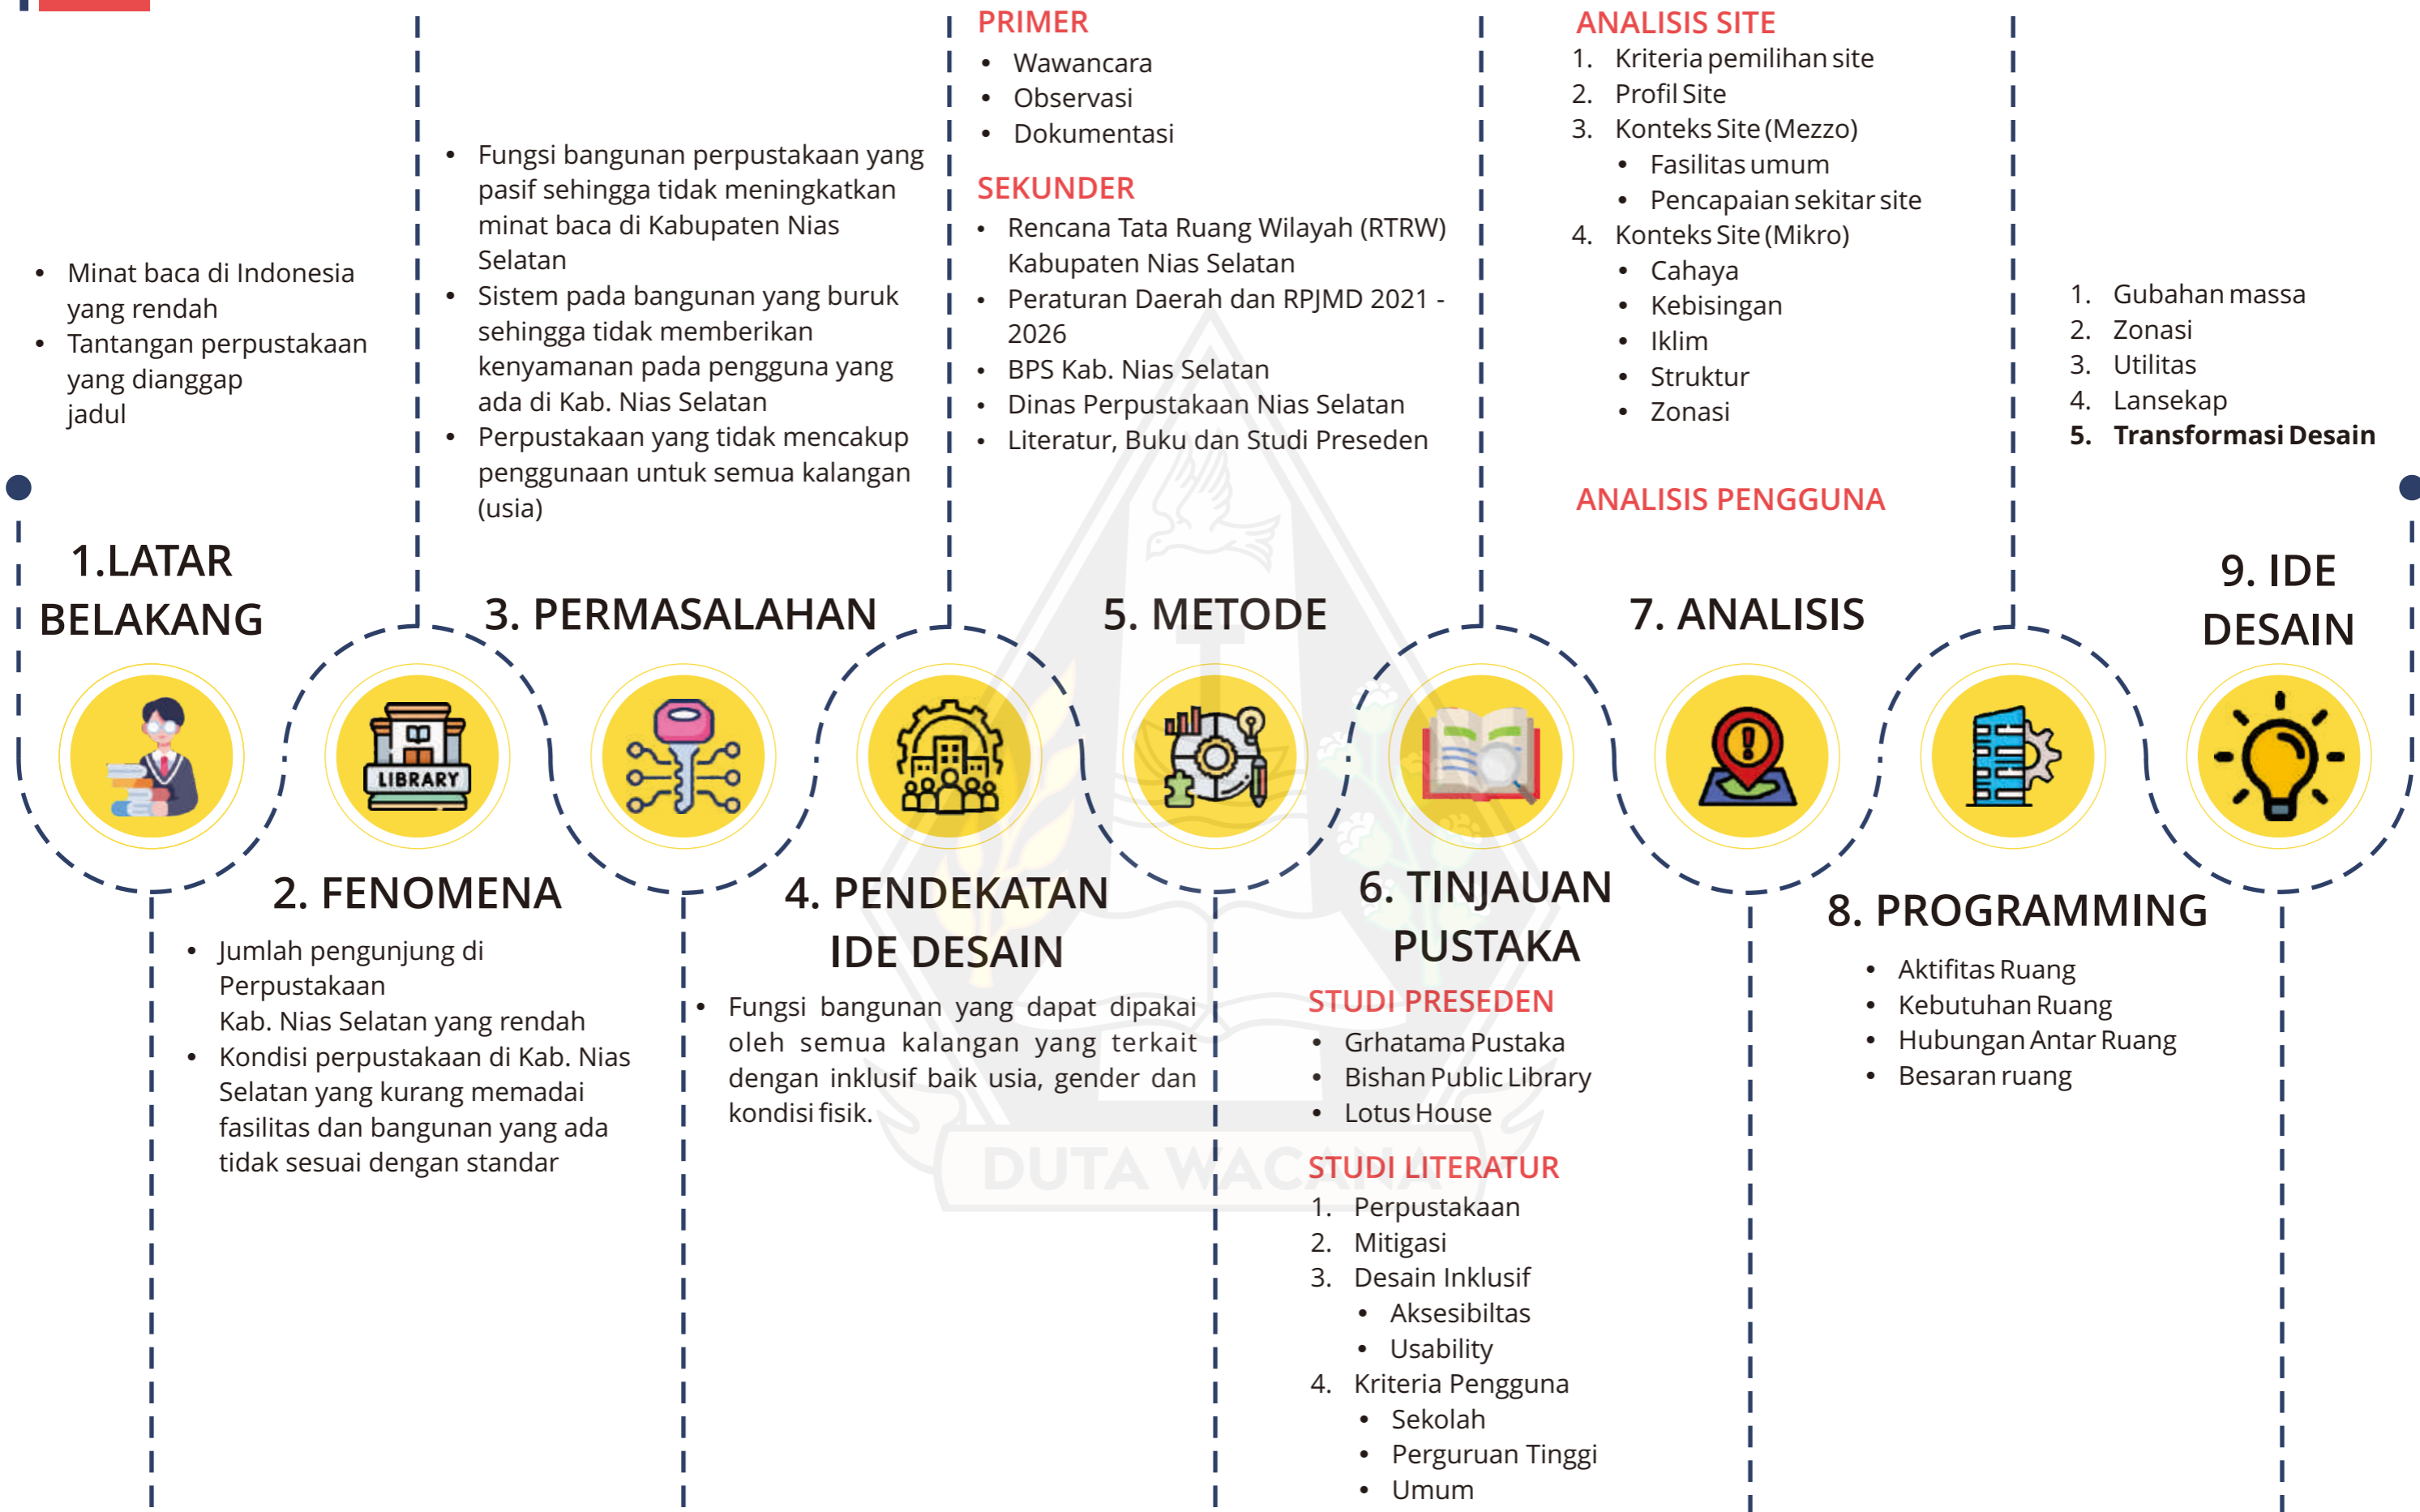 1.LATAR
BELAKANG
• Minat baca di Indonesia
yang rendah
• Tantangan perpustakaan
yang dianggap
jadul
2. FENOMENA
• Jumlah pengunjung di
Perpustakaan
Kab. Nias Selatan yang rendah
• Kondisi perpustakaan di Kab. Nias
Selatan yang kurang memadai
fasilitas dan bangunan yang ada
tidak sesuai dengan standar
LIBRARY
3. PERMASALAHAN
• Fungsi bangunan perpustakaan yang
pasif sehingga tidak meningkatkan
minat baca di Kabupaten Nias
Selatan
• Sistem pada bangunan yang buruk
sehingga tidak memberikan
kenyamanan pada pengguna yang
ada di Kab. Nias Selatan
• Perpustakaan yang tidak mencakup
penggunaan untuk semua kalangan
(usia)
4. PENDEKATAN
IDE DESAIN
• Fungsi bangunan yang dapat dipakai
oleh semua kalangan yang terkait
dengan inklusif baik usia, gender dan
kondisi fisik.
5. METODE
PRIMER
• Wawancara
• Observasi
• Dokumentasi
SEKUNDER
• Rencana Tata Ruang Wilayah (RTRW)
Kabupaten Nias Selatan
• Peraturan Daerah dan RPJMD 2021 -
2026
• BPS Kab. Nias Selatan
• Dinas Perpustakaan Nias Selatan
• Literatur, Buku dan Studi Preseden
6. TINJAUAN
PUSTAKA
STUDI PRESEDEN
• Grhatama Pustaka
• Bishan Public Library
• Lotus House
STUDI LITERATUR
1. Perpustakaan
2. Mitigasi
3. Desain Inklusif
• Aksesibiltas
• Usability
4. Kriteria Pengguna
• Sekolah
• Perguruan Tinggi
• Umum
7. ANALISIS
ANALISIS SITE
1. Kriteria pemilihan site
2. Profil Site
3. Konteks Site (Mezzo)
• Fasilitas umum
• Pencapaian sekitar site
4. Konteks Site (Mikro)
• Cahaya
• Kebisingan
• Iklim
• Struktur
• Zonasi
ANALISIS PENGGUNA
8. PROGRAMMING
• Aktifitas Ruang
• Kebutuhan Ruang
• Hubungan Antar Ruang
• Besaran ruang
9. IDE
DESAIN
1. Gubahan massa
2. Zonasi
3. Utilitas
4. Lansekap
5. Transformasi Desain
DUTA WACANA